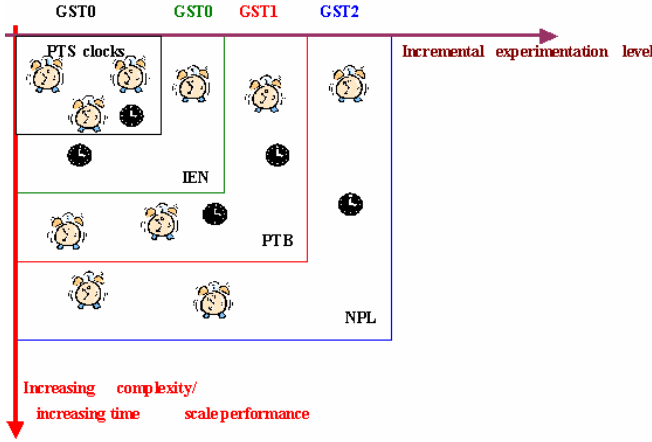 GST0 GST0 GST1 GST2
PTS clocks
Incremental experimentation level
IEN
PTB
NPL
Increasing complexity/
increasing time scale performance